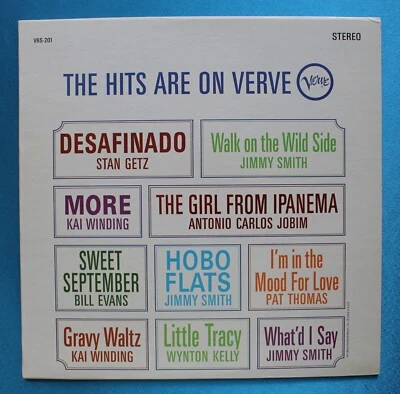 V6S-201
STEREO
THE HITS ARE ON VERVE Verve
DESAFINADO
STAN GETZ
Walk on the Wild Side
JIMMY SMITH
MORE
KAI WINDING
THE GIRL FROM IPANEMA
ANTONIO CARLOS JOBIM
SWEET
SEPTEMBER
BILL EVANS
HOBO
FLATS
JIMMY SMITH
I'm in the
Mood For Love
PAT THOMAS
Gravy Waltz
KAI WINDING
Little Tracy
WYNTON KELLY
What'd I Say
JIMMY SMITH